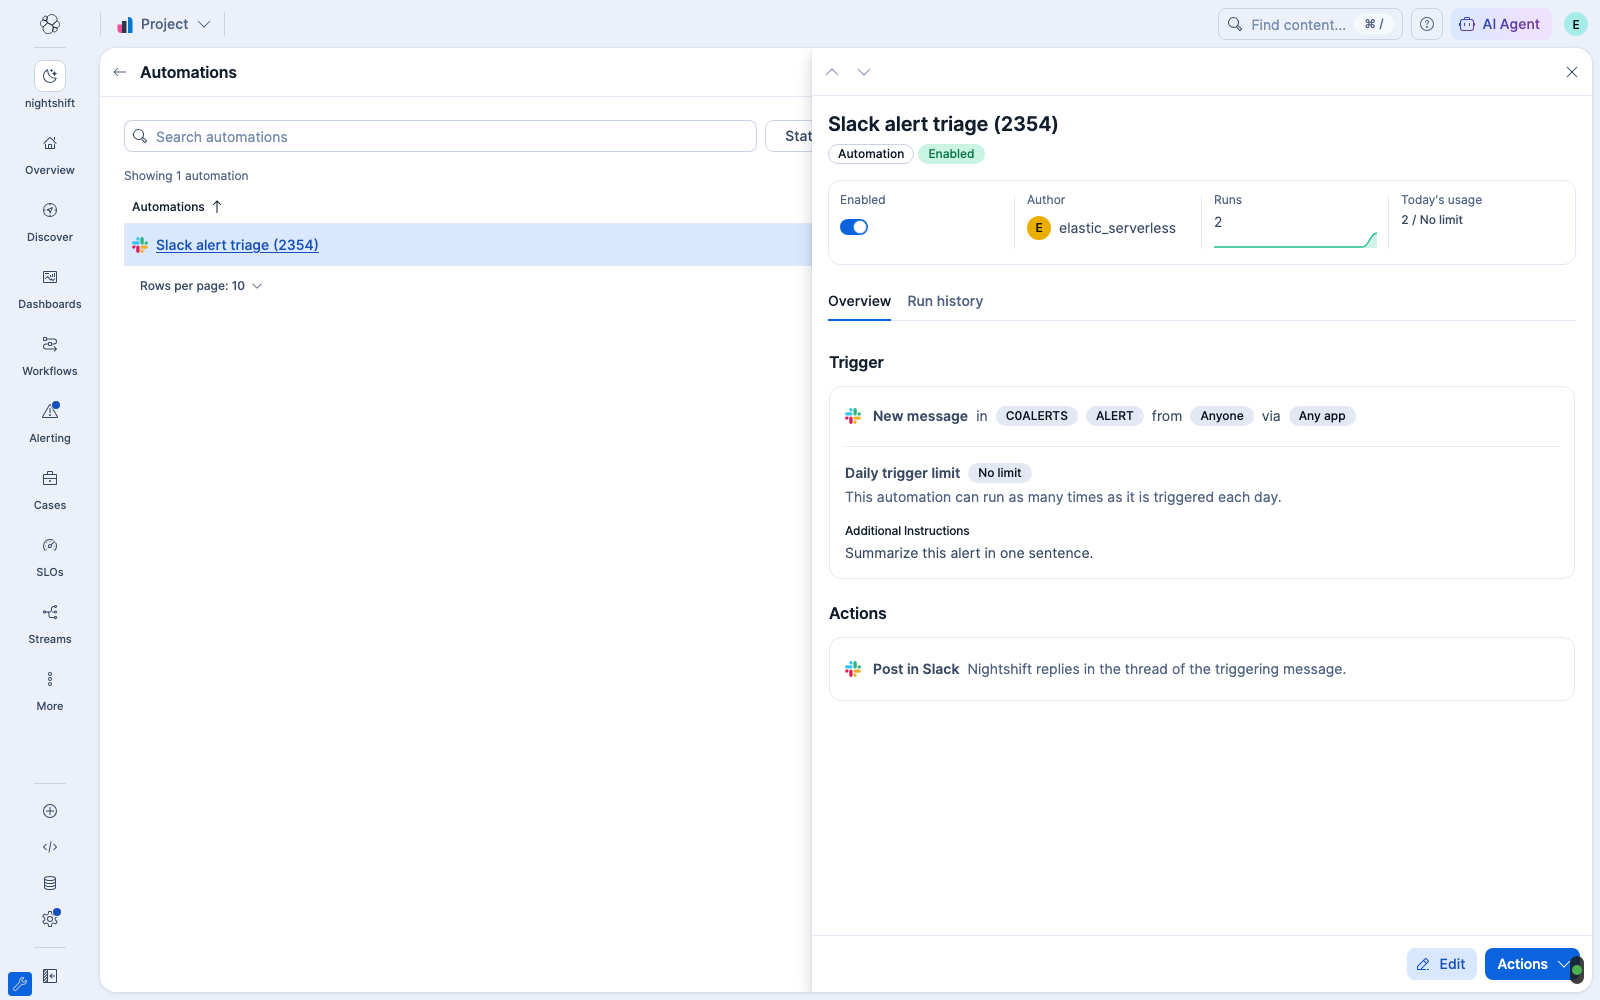 Project
Find content...
⌘ /
AI Agent
E
nightshift
Overview
Discover
Dashboards
Workflows
Alerting
Cases
SLOs
Streams
More
Automations
Search automations
Stat
Showing 1 automation
Automations
Slack alert triage (2354)
Rows per page: 10
Slack alert triage (2354)
Automation Enabled
Enabled
Author
E elastic_serverless
Runs
2
Today's usage
2 / No limit
Overview Run history
Trigger
New message in C0ALERTS ALERT from Anyone via Any app
Daily trigger limit No limit
This automation can run as many times as it is triggered each day.
Additional Instructions
Summarize this alert in one sentence.
Actions
Post in Slack Nightshift replies in the thread of the triggering message.
Edit
Actions